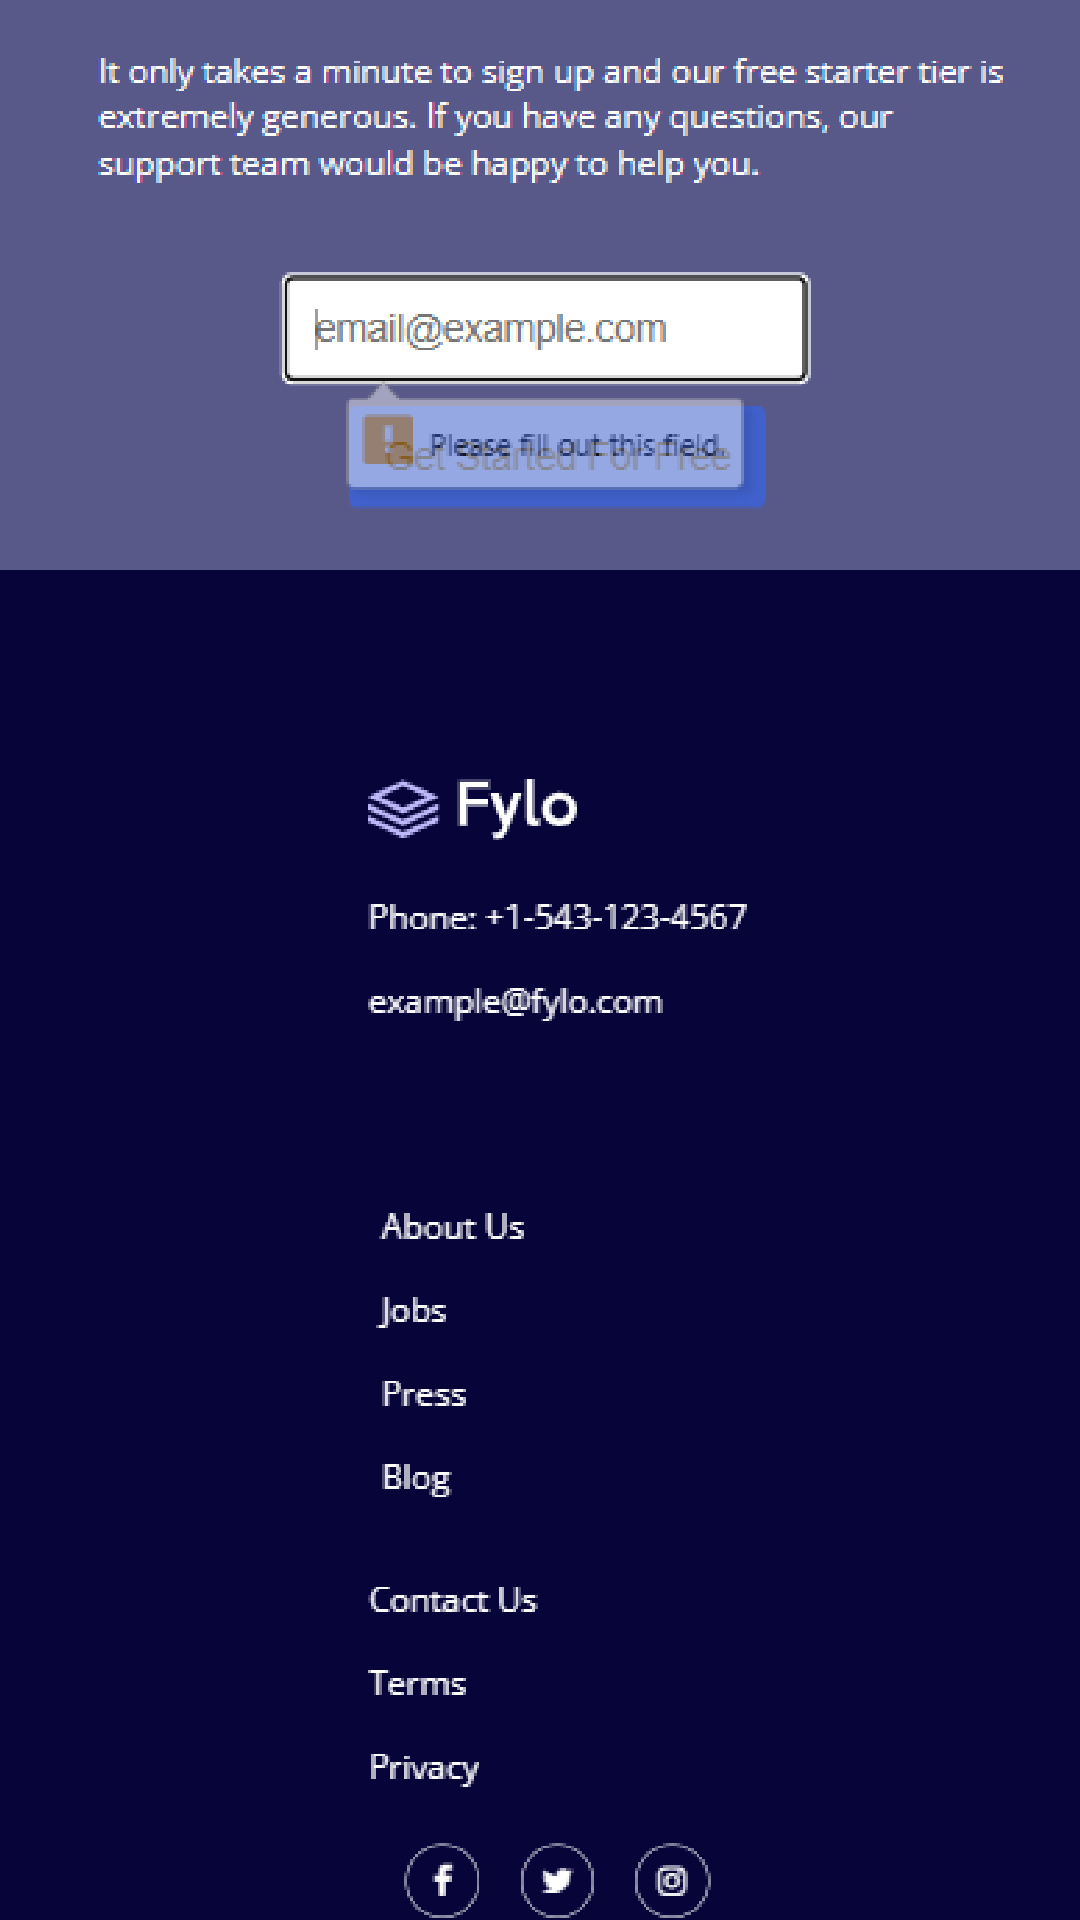 It only takes a minute to sign up and our free starter tier is
extremely generous. If you have any questions, our
support team would be happy to help you.
email@example.com
Please fill out this field.
Get Started For Free
Fylo
Phone: +1-543-123-4567
example@fylo.com
About Us
Jobs
Press
Blog
Contact Us
Terms
Privacy